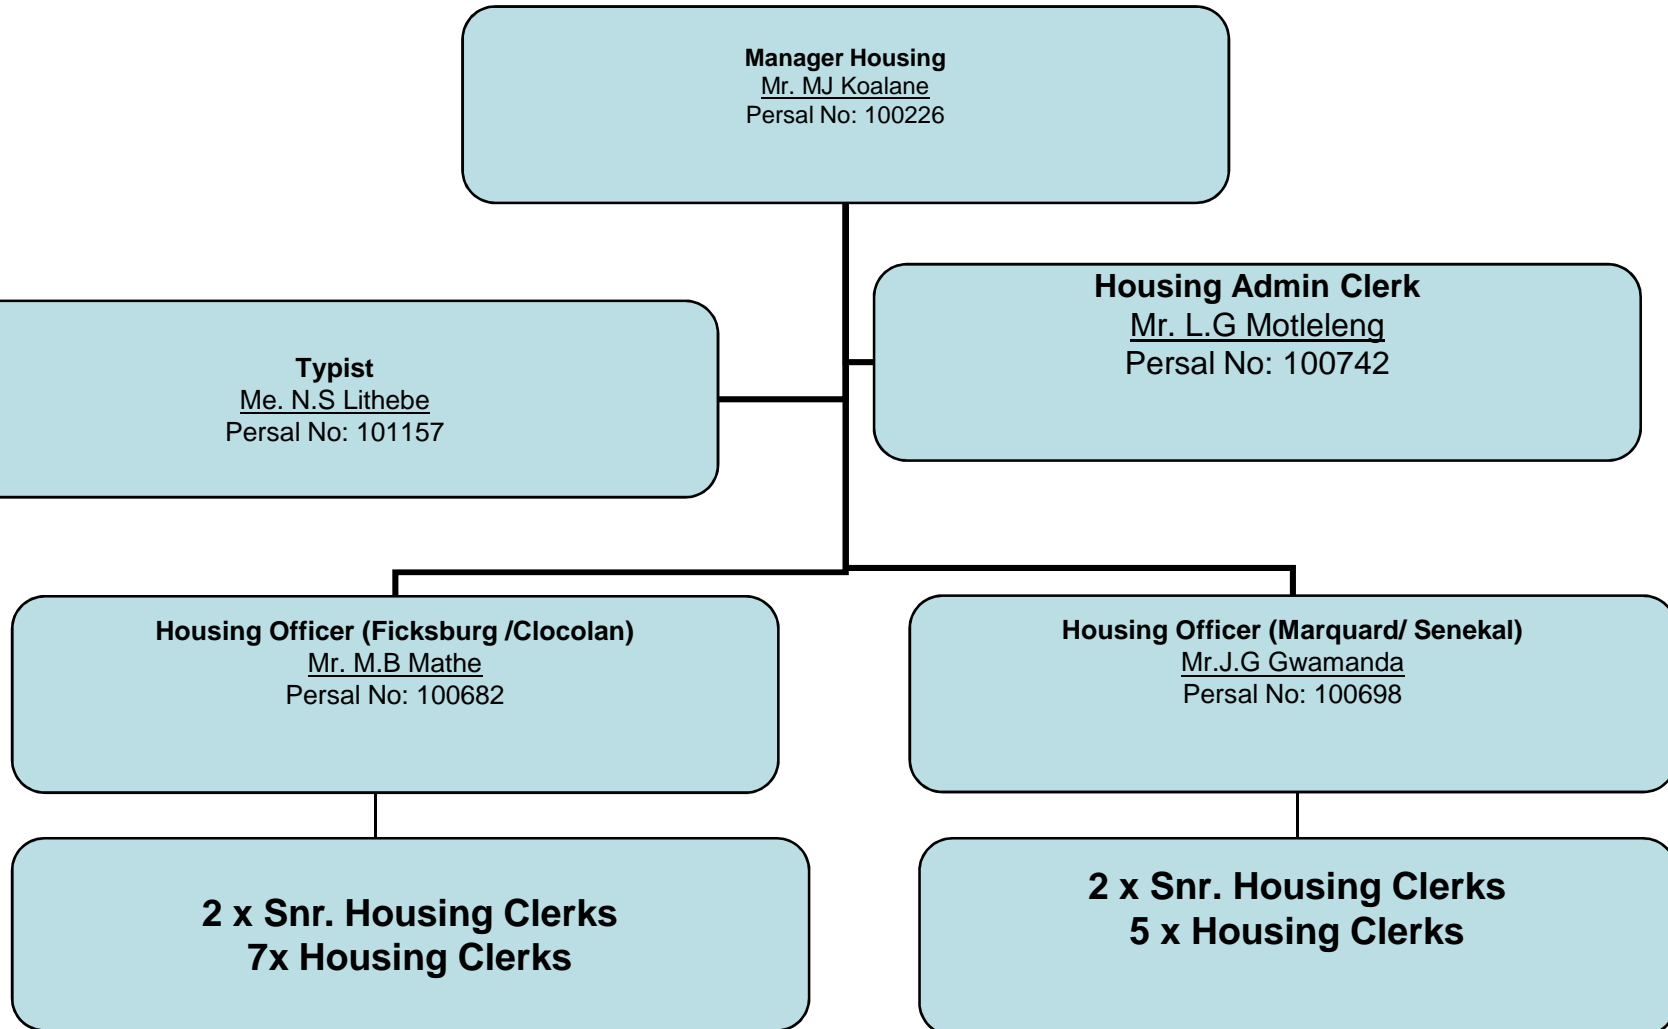 Manager Housing
Mr. MJ Koalane
Persal No: 100226
Housing Admin Clerk
Mr. L.G Motleleng
Persal No: 100742
Typist
Me. N.S Lithebe
Persal No: 101157
Housing Officer (Ficksburg /Clocolan)
Mr. M.B Mathe
Persal No: 100682
Housing Officer (Marquard/ Senekal)
Mr.J.G Gwamanda
Persal No: 100698
2 x Snr. Housing Clerks
7x Housing Clerks
2 x Snr. Housing Clerks
5 x Housing Clerks